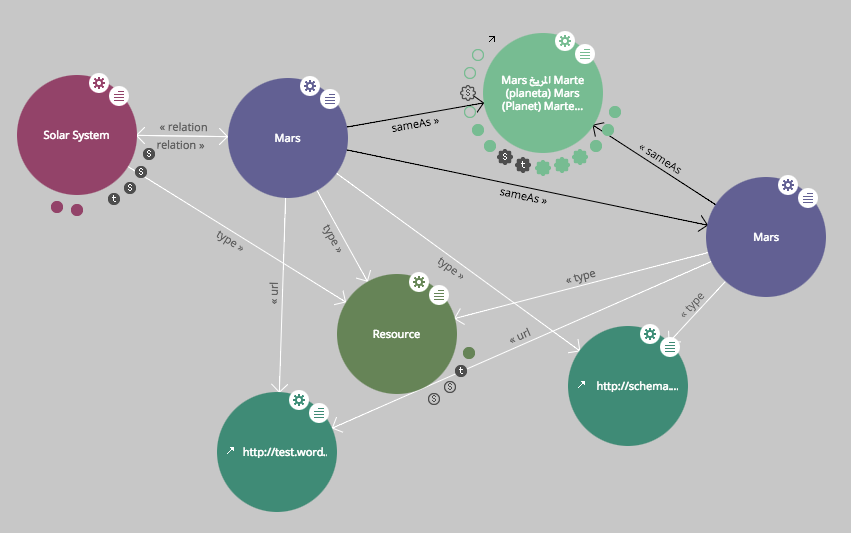 Mars المريخ Marte
(planeta) Mars
(Planet) Marte...
Solar System
« relation
relation »
Mars
sameAs »
« sameAs
sameAs »
Mars
type »
type »
type »
« type
« type
« url
« url
Resource
http://schema....
http://test.word..
S
t
S
S
t
S
S
t
t
S
S